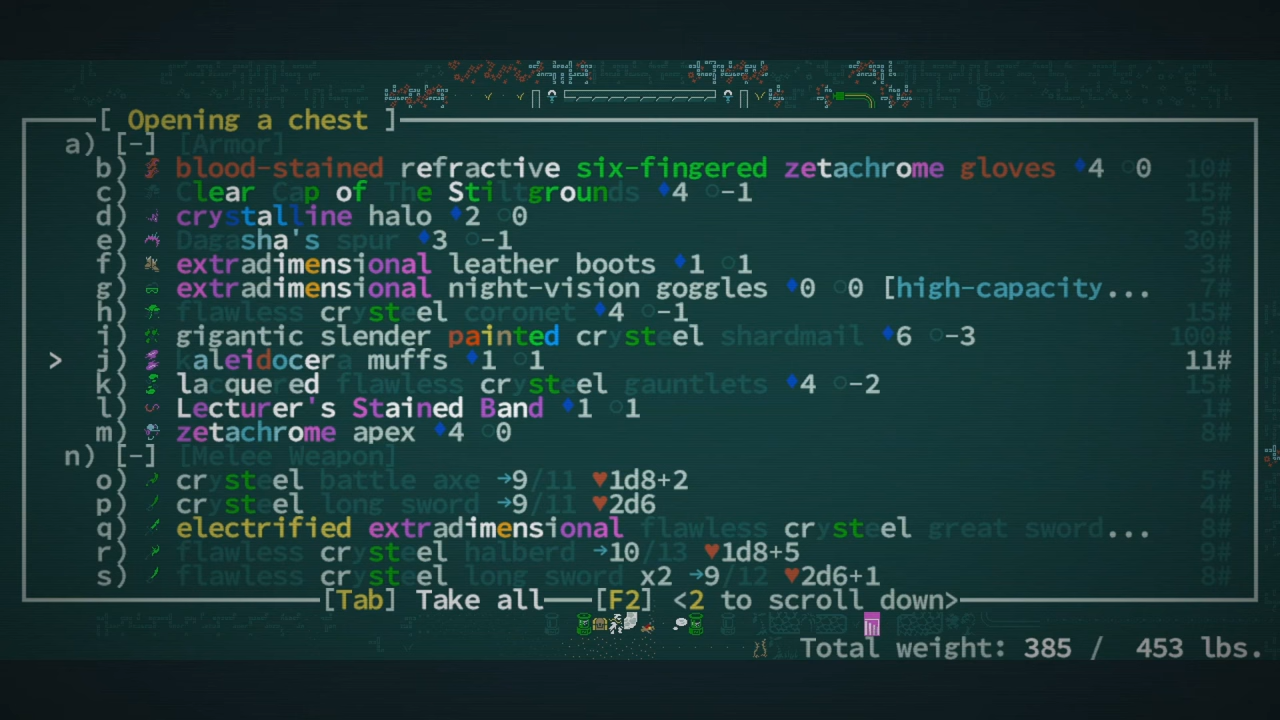 [ Opening a chest ]
a) [-] [Armor]
b) blood-stained refractive six-fingered zetachrome gloves ♦4 ○0 10#
c) Clear Cap of The Stiltgrounds ♦4 ○-1 15#
d) crystalline halo ♦2 ○0 5#
e) Dagasha's spur ♦3 ○-1 30#
f) extradimensional leather boots ♦1 ○1 3#
g) extradimensional night-vision goggles ♦0 ○0 [high-capacity... 7#
h) flawless crysteel coronet ♦4 ○-1 15#
i) gigantic slender painted crysteel shardmail ♦6 ○-3 100#
> j) kaleidocera muffs ♦1 ○1 11#
k) lacquered flawless crysteel gauntlets ♦4 ○-2 15#
l) Lecturer's Stained Band ♦1 ○1 1#
m) zetachrome apex ♦4 ○0 8#
n) [-] [Melee Weapon]
o) crysteel battle axe →9/11 ♥1d8+2 5#
p) crysteel long sword →9/11 ♥2d6 4#
q) electrified extradimensional flawless crysteel great sword... 8#
r) flawless crysteel halberd →10/13 ♥1d8+5 9#
s) flawless crysteel long sword x2 →9/12 ♥2d6+1 8#
[Tab] Take all [F2] <2 to scroll down>
Total weight: 385 / 453 lbs.